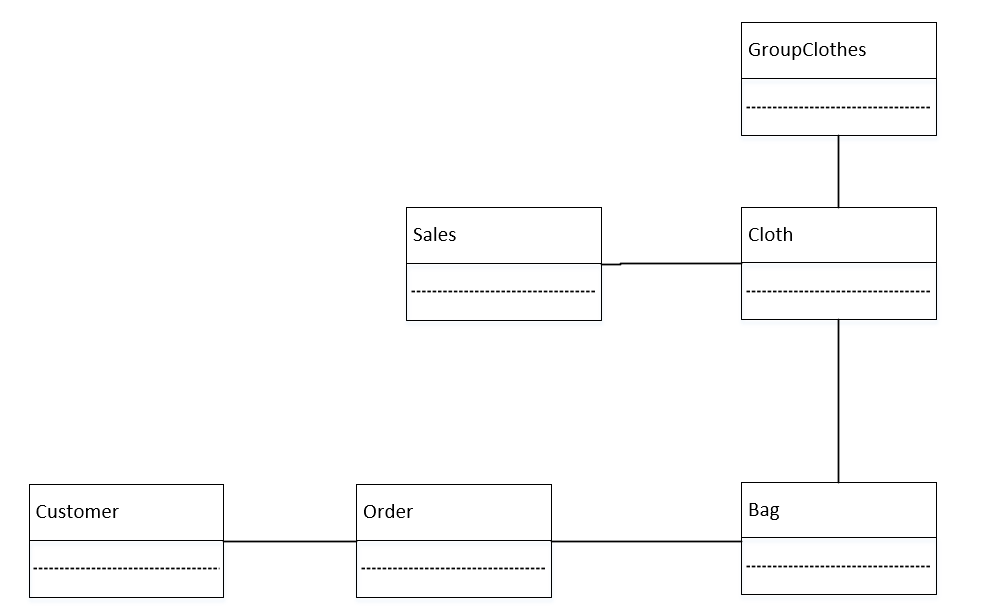 GroupClothes
Sales
Cloth
Customer
Order
Bag